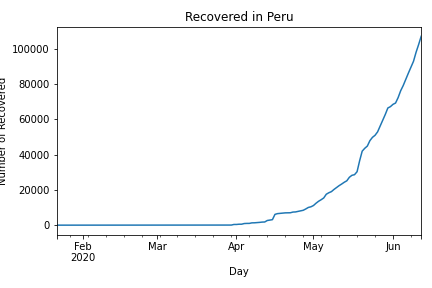 Recovered in Peru
Number of Recovered
100000
80000
60000
40000
20000
0
Feb
2020
Mar
Apr
May
Jun
Day